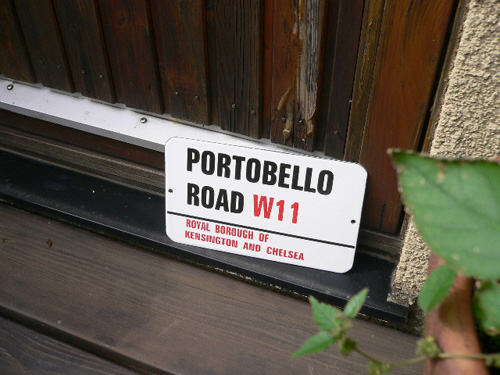 PORTOBELLO
ROAD W11
ROYAL BOROUGH OF
KENSINGTON AND CHELSEA